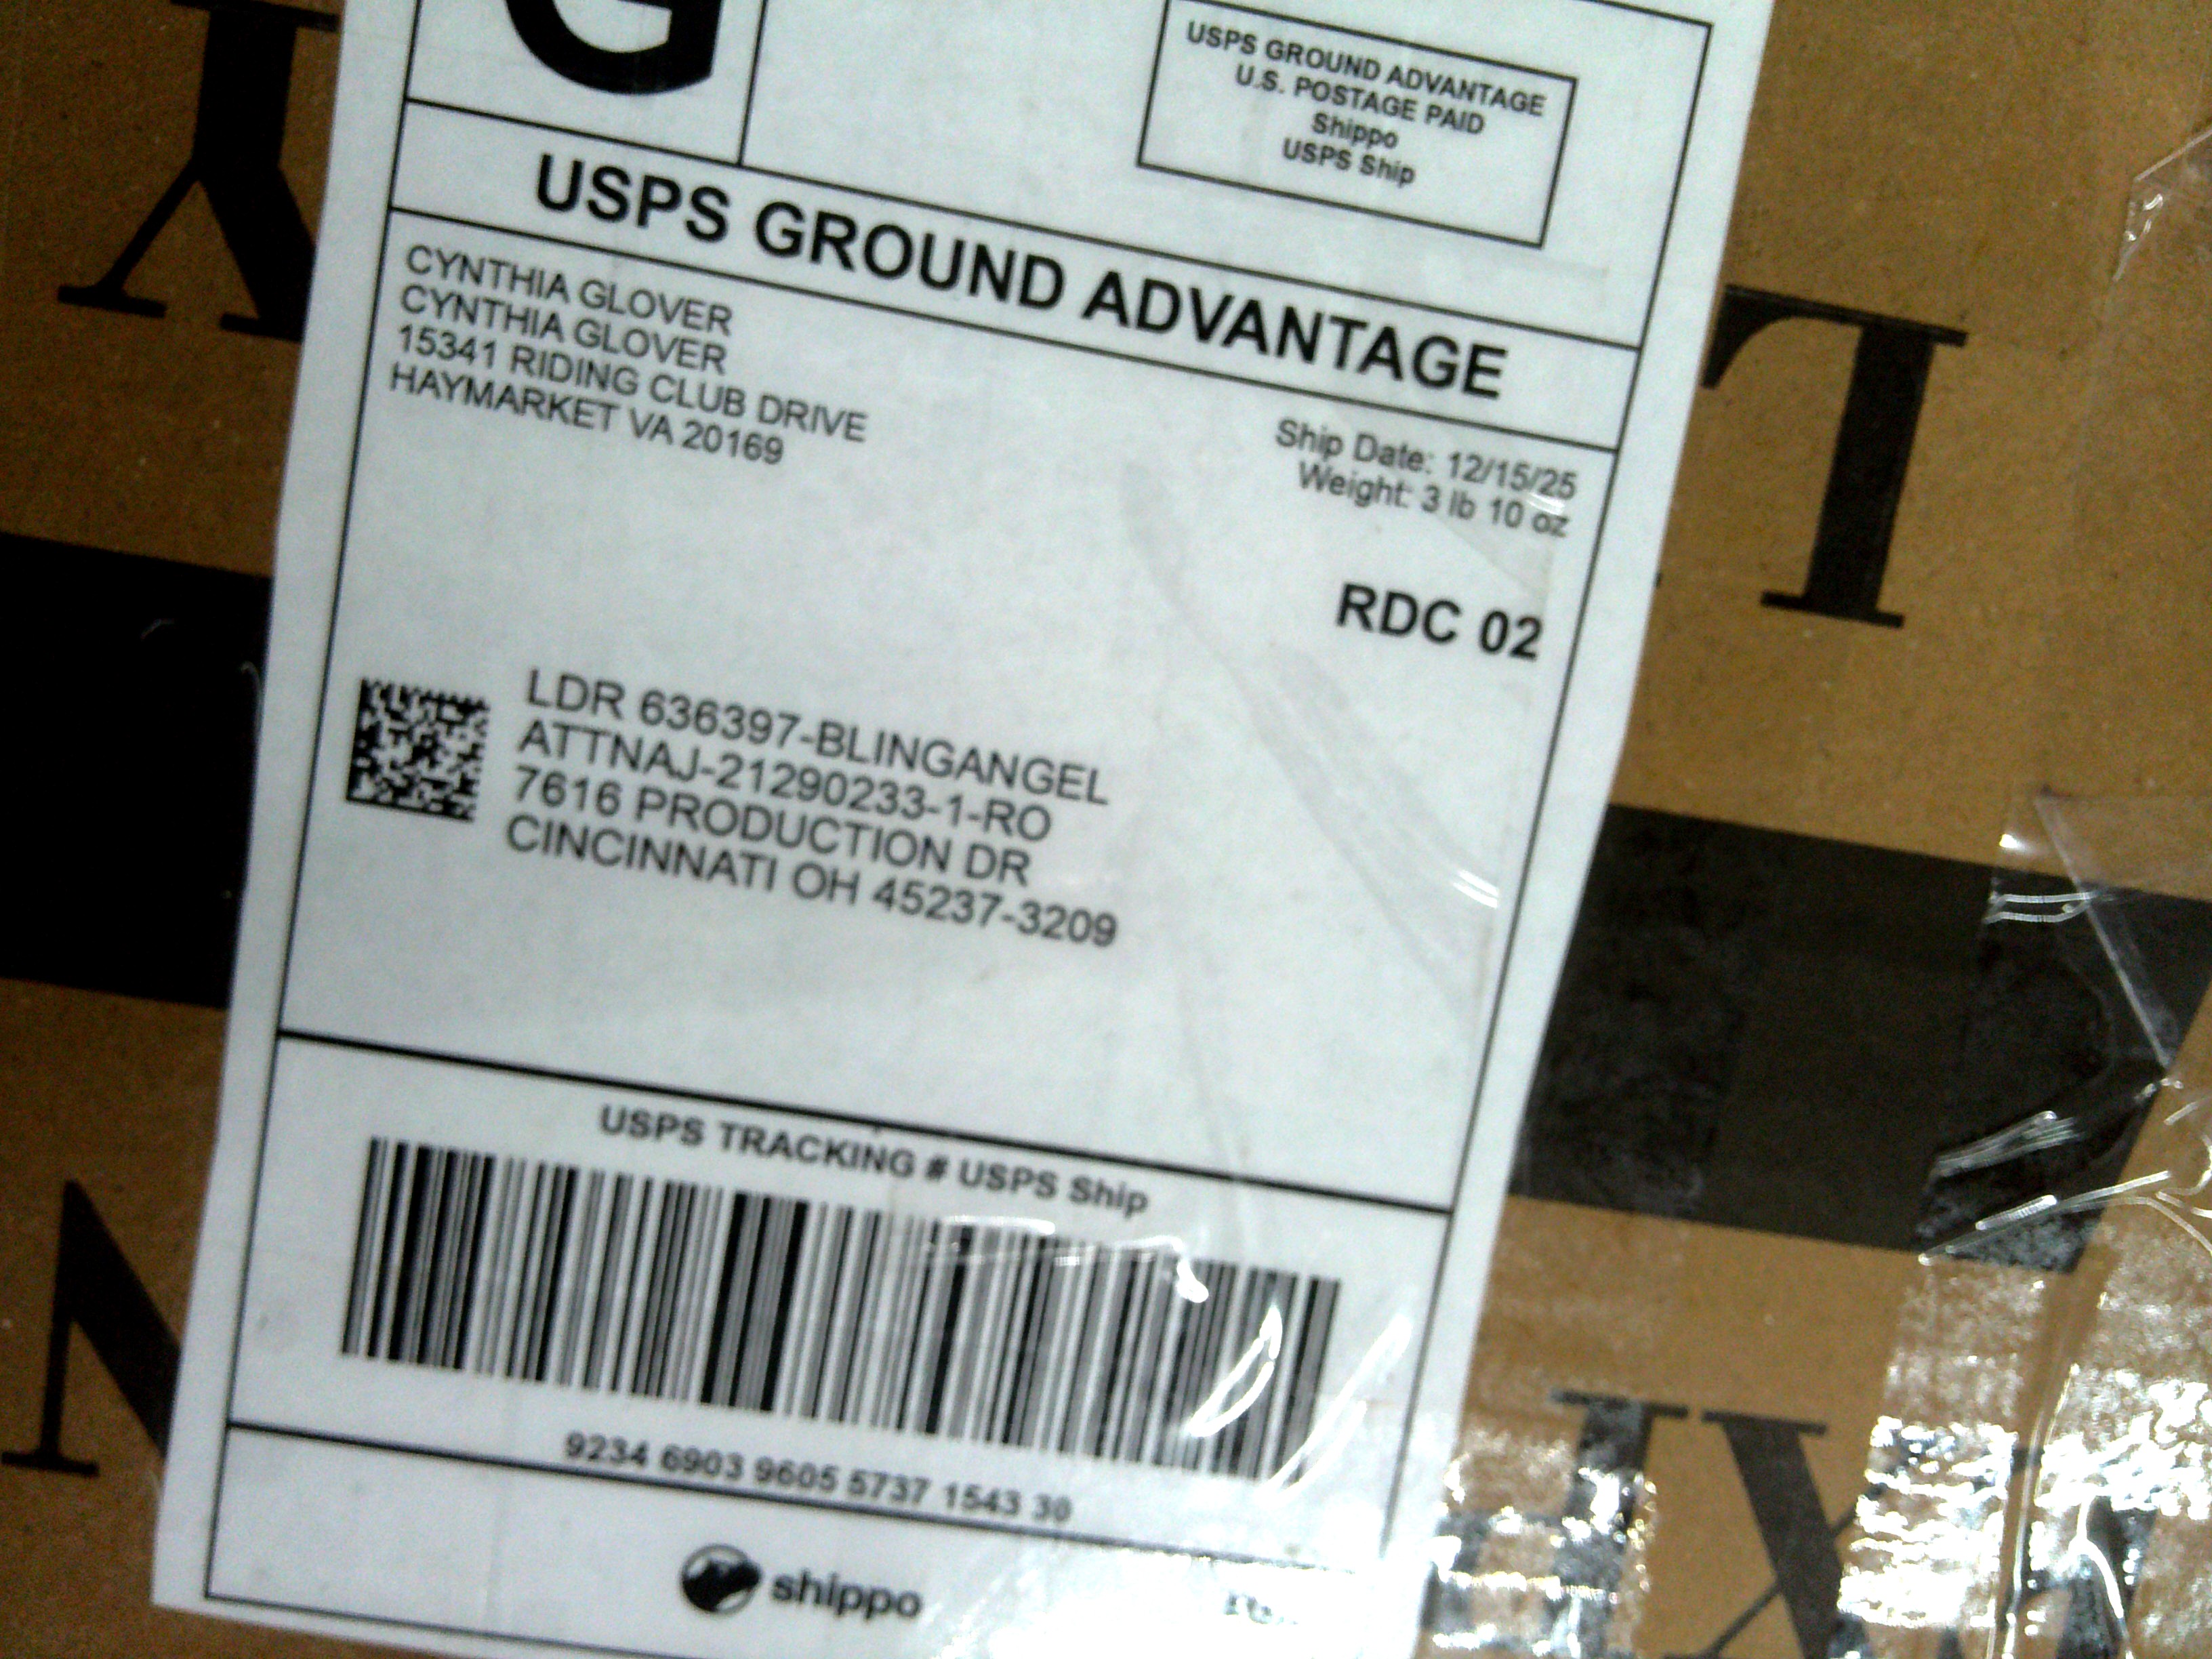 G
USPS GROUND ADVANTAGE
U.S. POSTAGE PAID
Shippo
USPS Ship
USPS GROUND ADVANTAGE
CYNTHIA GLOVER
CYNTHIA GLOVER
15341 RIDING CLUB DRIVE
HAYMARKET VA 20169
Ship Date: 12/15/25
Weight: 3 lb 10 oz
RDC 02
LDR 636397-BLINGANGEL
ATTNAJ-21290233-1-RO
7616 PRODUCTION DR
CINCINNATI OH 45237-3209
USPS TRACKING # USPS Ship
9234 6903 9605 5737 1543 30
shippo